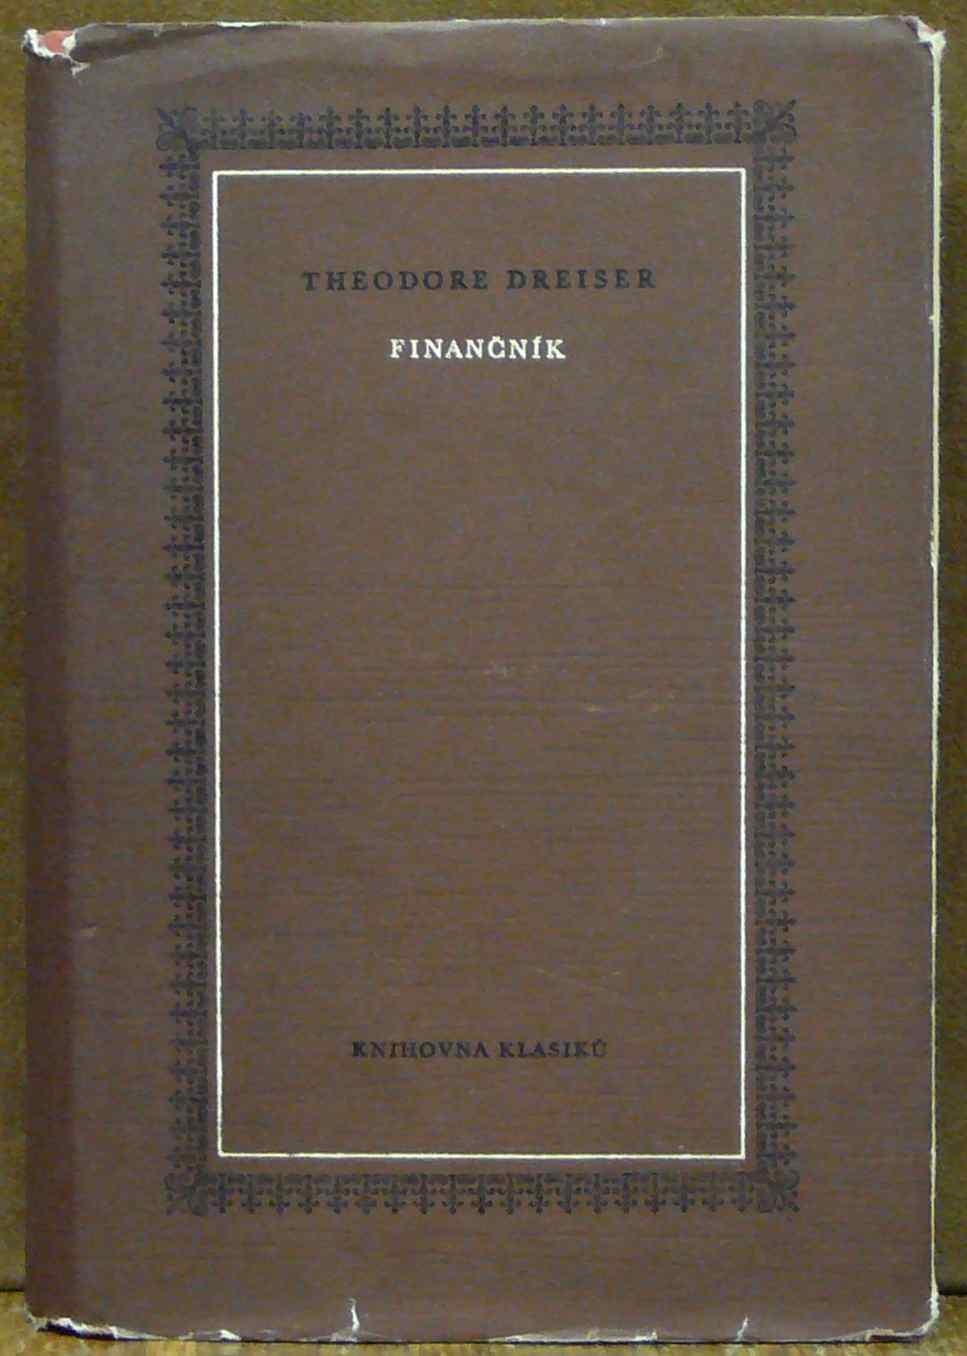 THEODORE DREISER
FINANČNÍK
KNIHOVNA KLASIKŮ